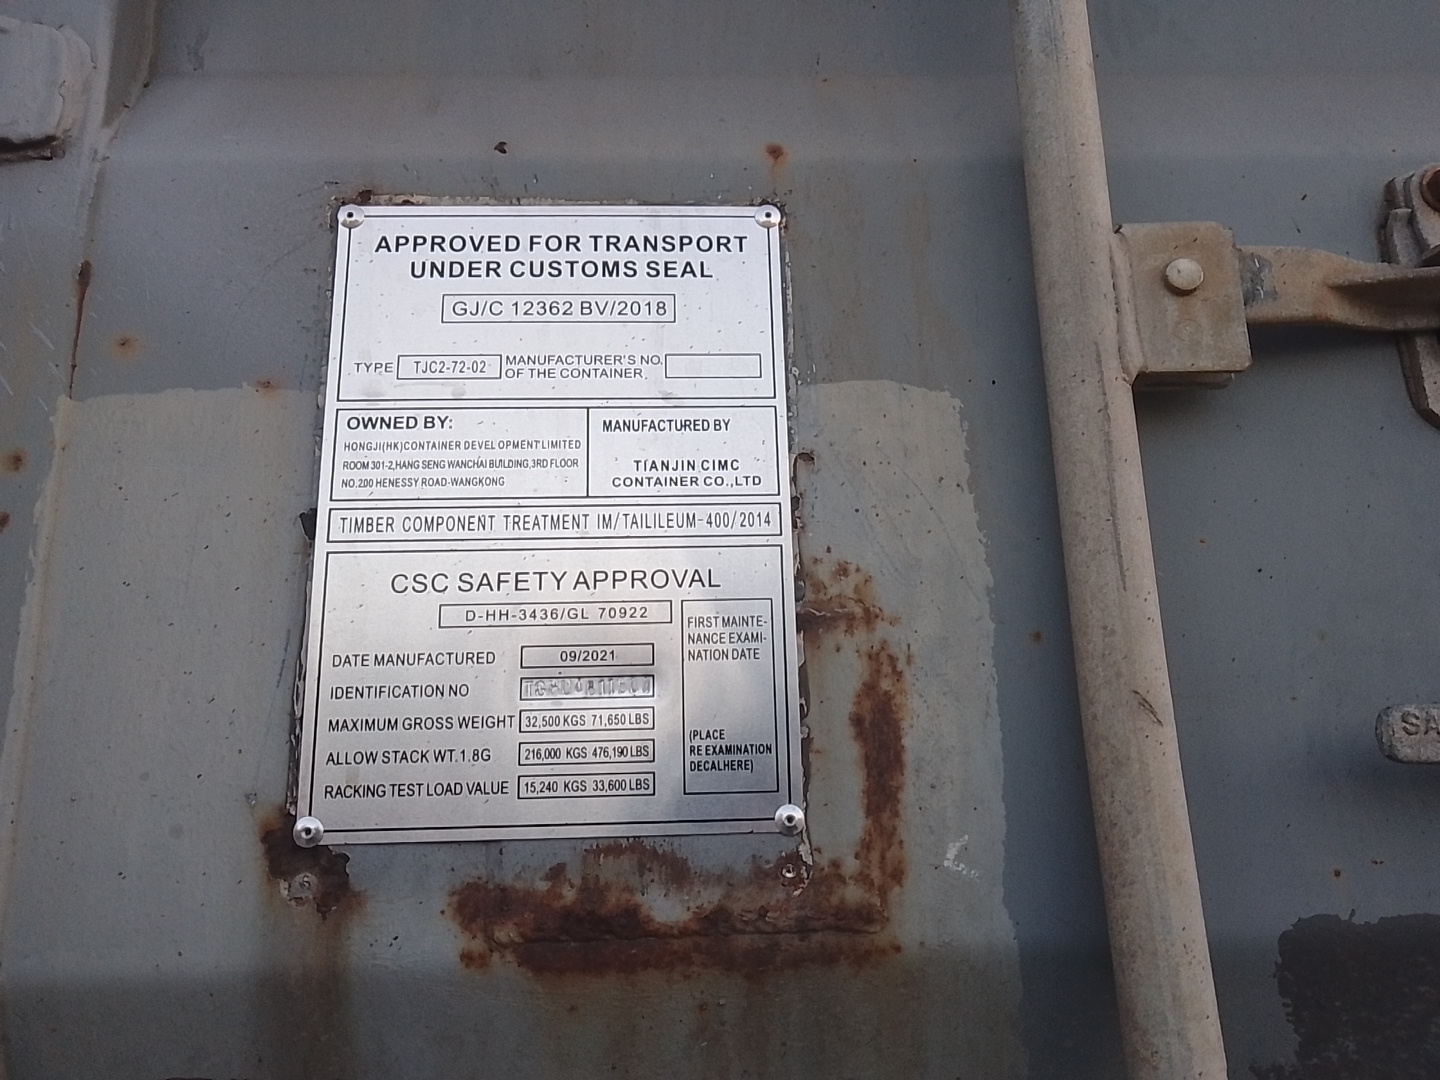 APPROVED FOR TRANSPORT
UNDER CUSTOMS SEAL
GJ/C 12362 BV/2018
TYPE TJC2-72-02 MANUFACTURER'S NO.
OF THE CONTAINER
OWNED BY:
HONGJI(HK)CONTAINER DEVELOPMENT LIMITED
ROOM 301-2,HANG SENG WANCHAI BUILDING,3RD FLOOR
NO.200 HENESSY ROAD-WANGKONG
MANUFACTURED BY
TIANJIN CIMC
CONTAINER CO.,LTD
TIMBER COMPONENT TREATMENT IM/TAILILEUM-400/2014
CSC SAFETY APPROVAL
D-HH-3436/GL 70922
DATE MANUFACTURED 09/2021
IDENTIFICATION NO
MAXIMUM GROSS WEIGHT 32,500 KGS 71,650 LBS
ALLOW STACK WT.1.8G 216,000 KGS 476,190 LBS
RACKING TEST LOAD VALUE 15,240 KGS 33,600 LBS
FIRST MAINTE-
NANCE EXAMI-
NATION DATE
(PLACE
RE EXAMINATION
DECALHERE)
SA